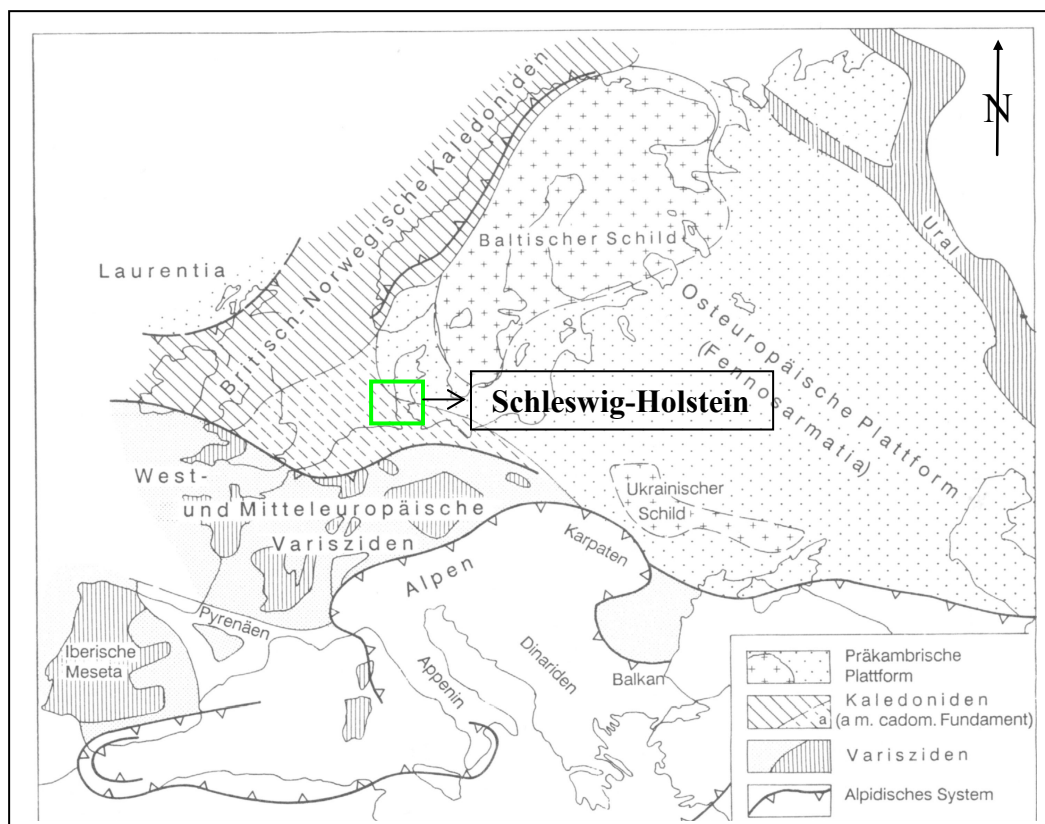 N
Britisch-Norwegische Kaledoniden
Laurentia
Baltischer Schild
Ural
Osteuropäische Plattform
(Fennosarmatia)
Schleswig-Holstein
West-
und Mitteleuropäische
Varisziden
Ukrainischer
Schild
Karpaten
Alpen
Pyrenäen
Iberische
Meseta
Appenin
Dinariden
Balkan
Präkambrische
Plattform
Kaledoniden
a
(a m. cadom. Fundament)
Varisziden
Alpidisches System